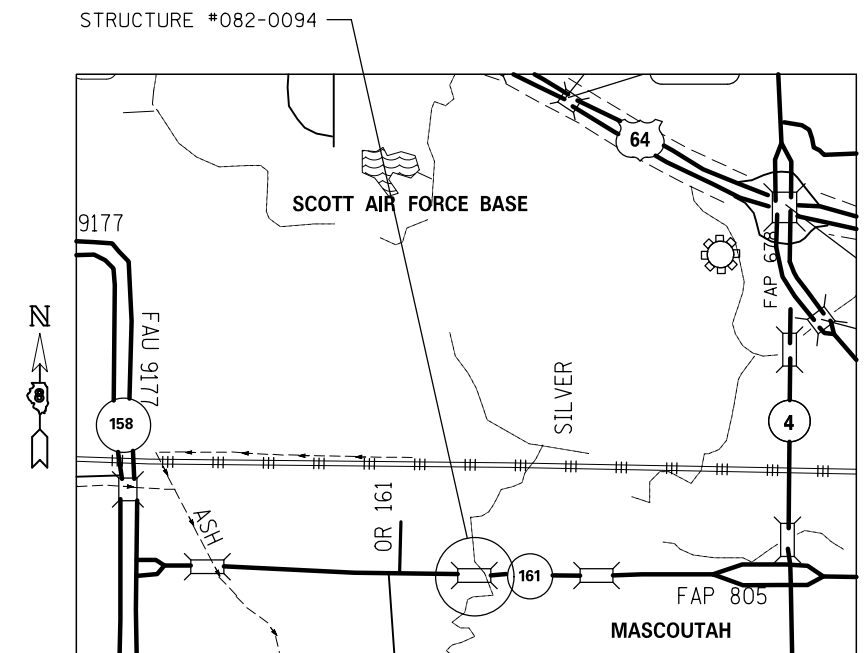 STRUCTURE #082-0094
64
SCOTT AIR FORCE BASE
9177
FAP 678
N
FAU 9177
8
SILVER
158
4
OR 161
ASH
161
FAP 805
MASCOUTAH